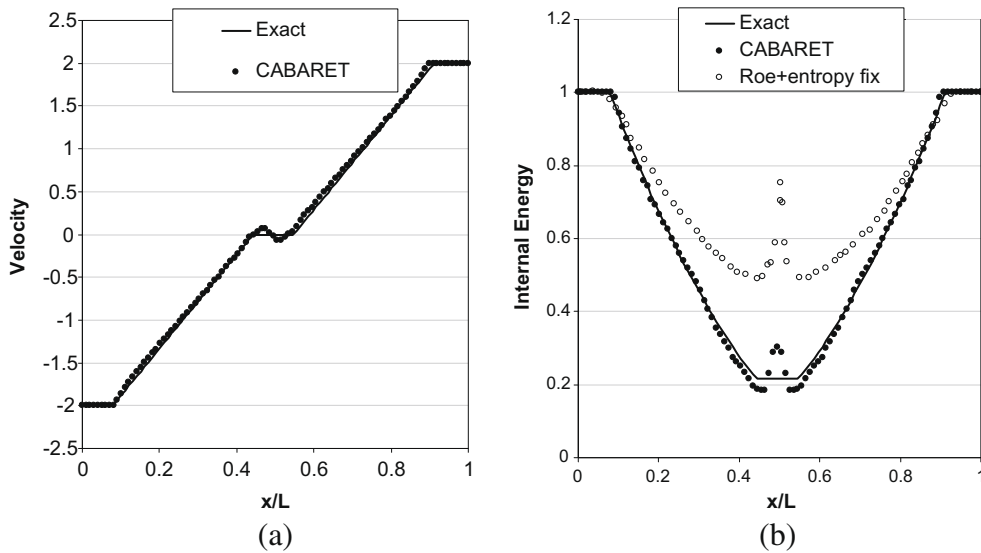 Exact
CABARET
2.5
2
1.5
1
0.5
0
-0.5
-1
-1.5
-2
-2.5
Velocity
0
0.2
0.4
0.6
0.8
1
x/L
(a)
Exact
CABARET
Roe+entropy fix
1.2
1
0.8
0.6
0.4
0.2
0
Internal Energy
0
0.2
0.4
0.6
0.8
1
x/L
(b)